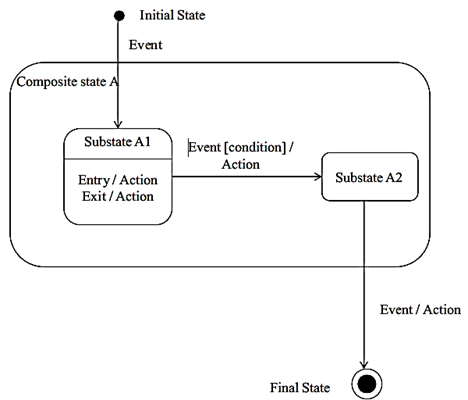 Initial State
Event
Composite state A
Substate A1
Entry / Action
Exit / Action
Event [condition] /
Action
Substate A2
Event / Action
Final State